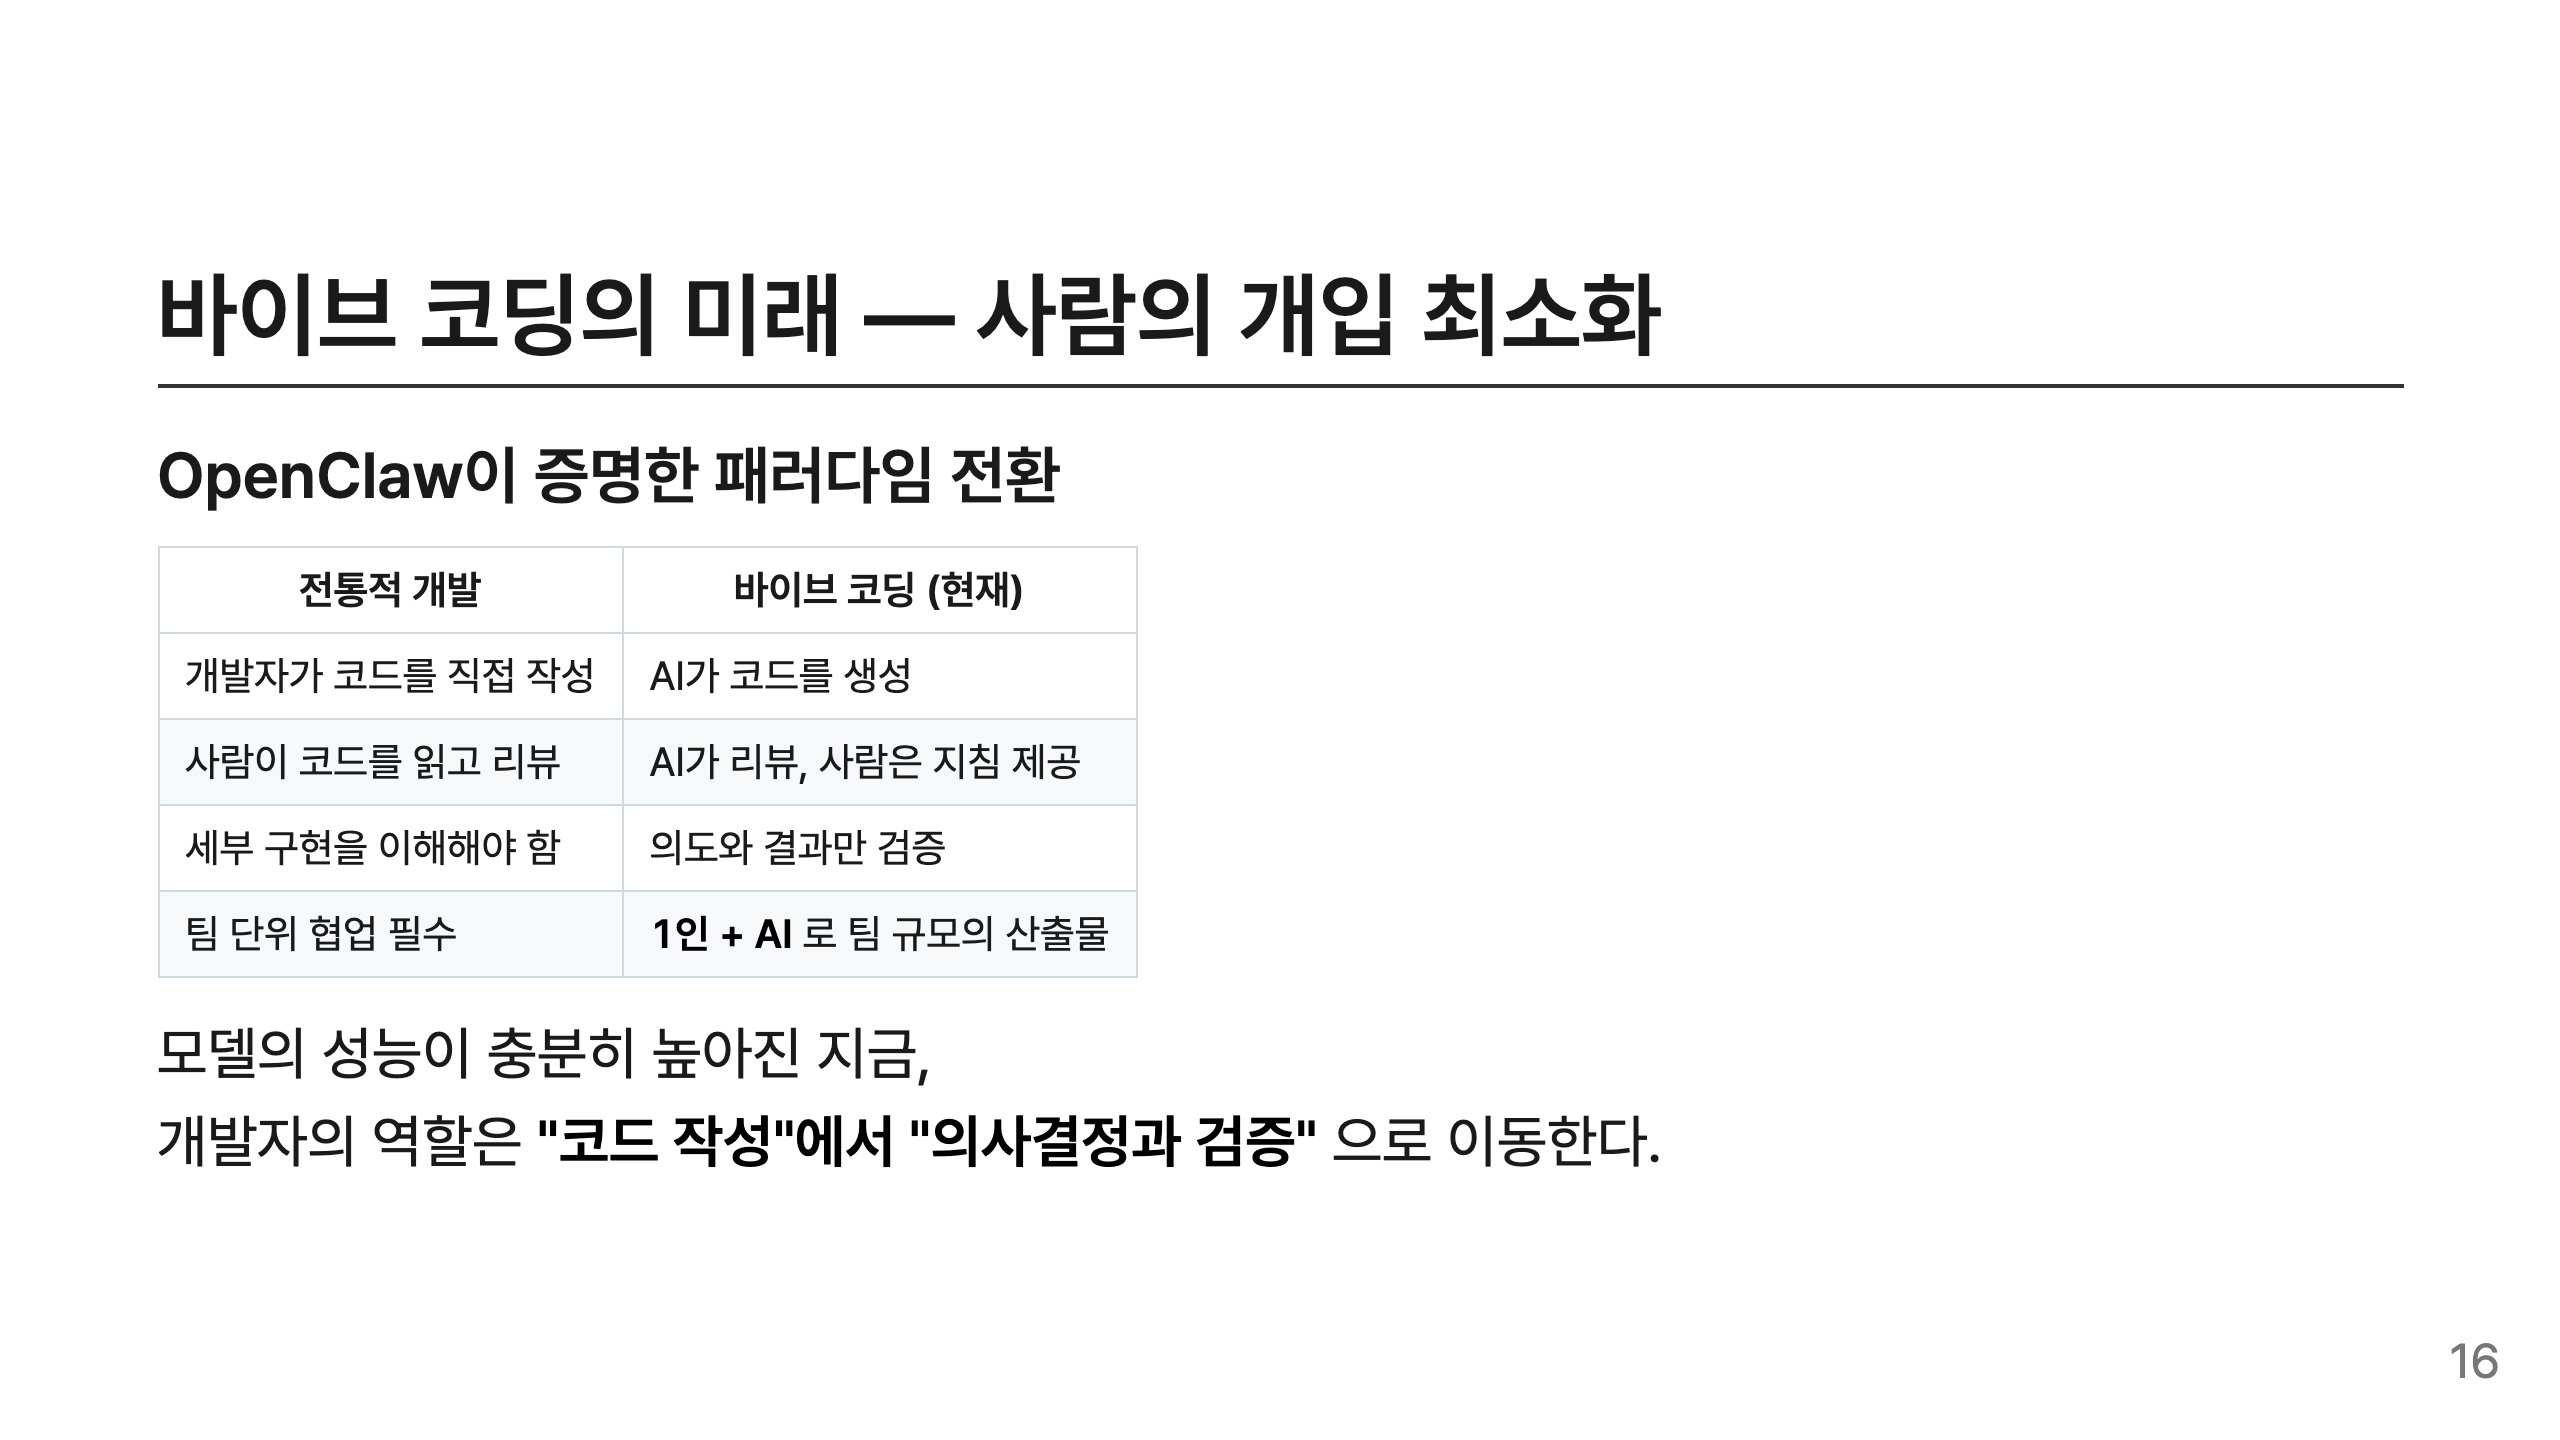 바이브 코딩의 미래 — 사람의 개입 최소화
OpenClaw이 증명한 패러다임 전환
전통적 개발 바이브 코딩 (현재)
개발자가 코드를 직접 작성 AI가 코드를 생성
사람이 코드를 읽고 리뷰 AI가 리뷰, 사람은 지침 제공
세부 구현을 이해해야 함 의도와 결과만 검증
팀 단위 협업 필수 1인 + AI 로 팀 규모의 산출물
모델의 성능이 충분히 높아진 지금,
개발자의 역할은 "코드 작성"에서 "의사결정과 검증" 으로 이동한다.
16